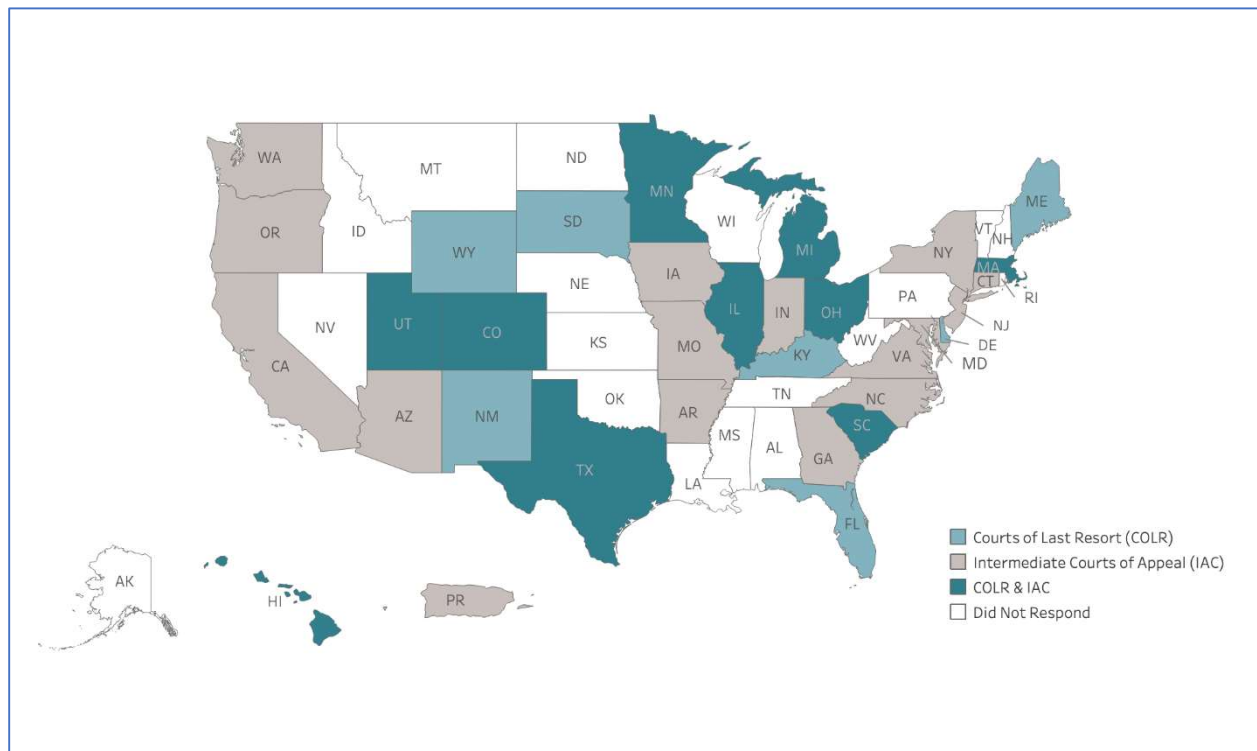 WA
MT
ND
MN
ME
SD
WI
VT
NH
OR
ID
WY
MI
NY
MA
CT
RI
IA
NE
PA
NJ
NV
UT
CO
IL
IN
OH
DE
WV
MD
KS
MO
KY
VA
CA
TN
NC
AZ
NM
OK
AR
SC
MS
AL
GA
TX
LA
FL
AK
HI
PR
Courts of Last Resort (COLR)
Intermediate Courts of Appeal (IAC)
COLR & IAC
Did Not Respond